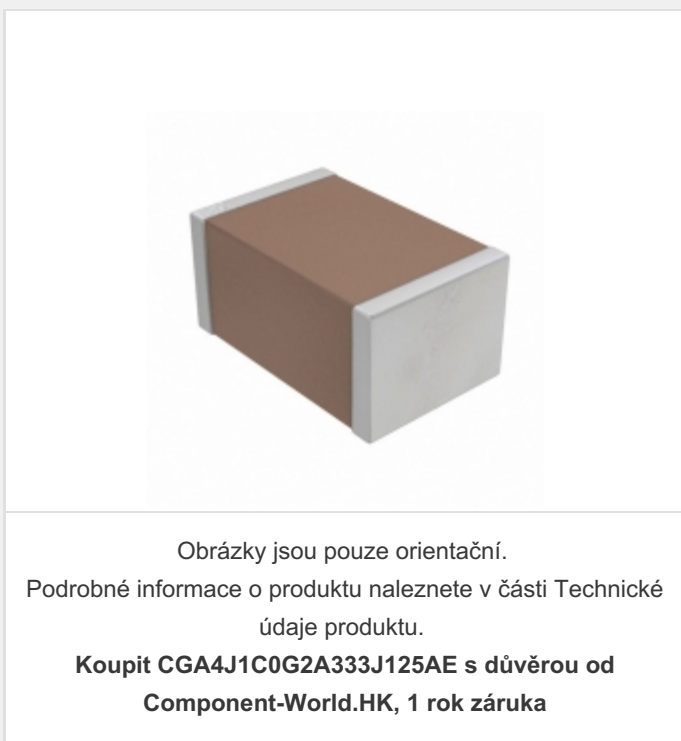 Obrázky jsou pouze orientační.
Podrobné informace o produktu naleznete v části Technické
údaje produktu.
Koupit CGA4J1C0G2A333J125AE s důvěrou od
Component-World.HK, 1 rok záruka